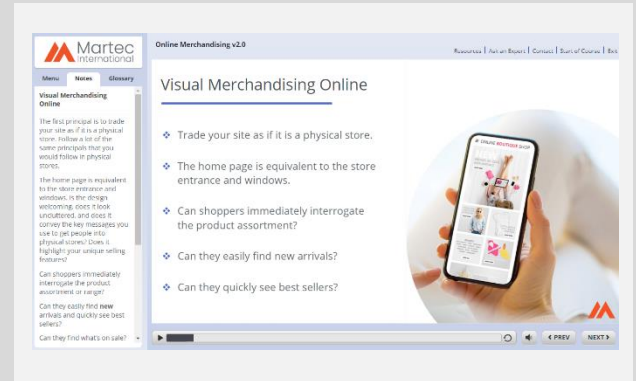 Martec
International
Online Merchandising v2.0
Resources | Ask an Expert | Contact | Start of Course | Exit
Menu Notes Glossary
Visual Merchandising
Online
The first principal is to trade
your site as if it is a physical
store. Follow a lot of the
same principals that you
would follow in physical
stores.
The home page is equivalent
to the store entrance and
windows. Is the design
welcoming, does it look
uncluttered, and does it
convey the key messages you
use to get people into
physical stores? Does it
highlight your unique selling
features?
Can shoppers immediately
interrogate the product
assortment or range?
Can they easily find new
arrivals and quickly see best
sellers?
Can they find what's on sale?
Visual Merchandising Online
Trade your site as if it is a physical store.
The home page is equivalent to the store
entrance and windows.
Can shoppers immediately interrogate
the product assortment?
Can they easily find new arrivals?
Can they quickly see best sellers?
ONLINE BOUTIQUE SHOP
PREV NEXT